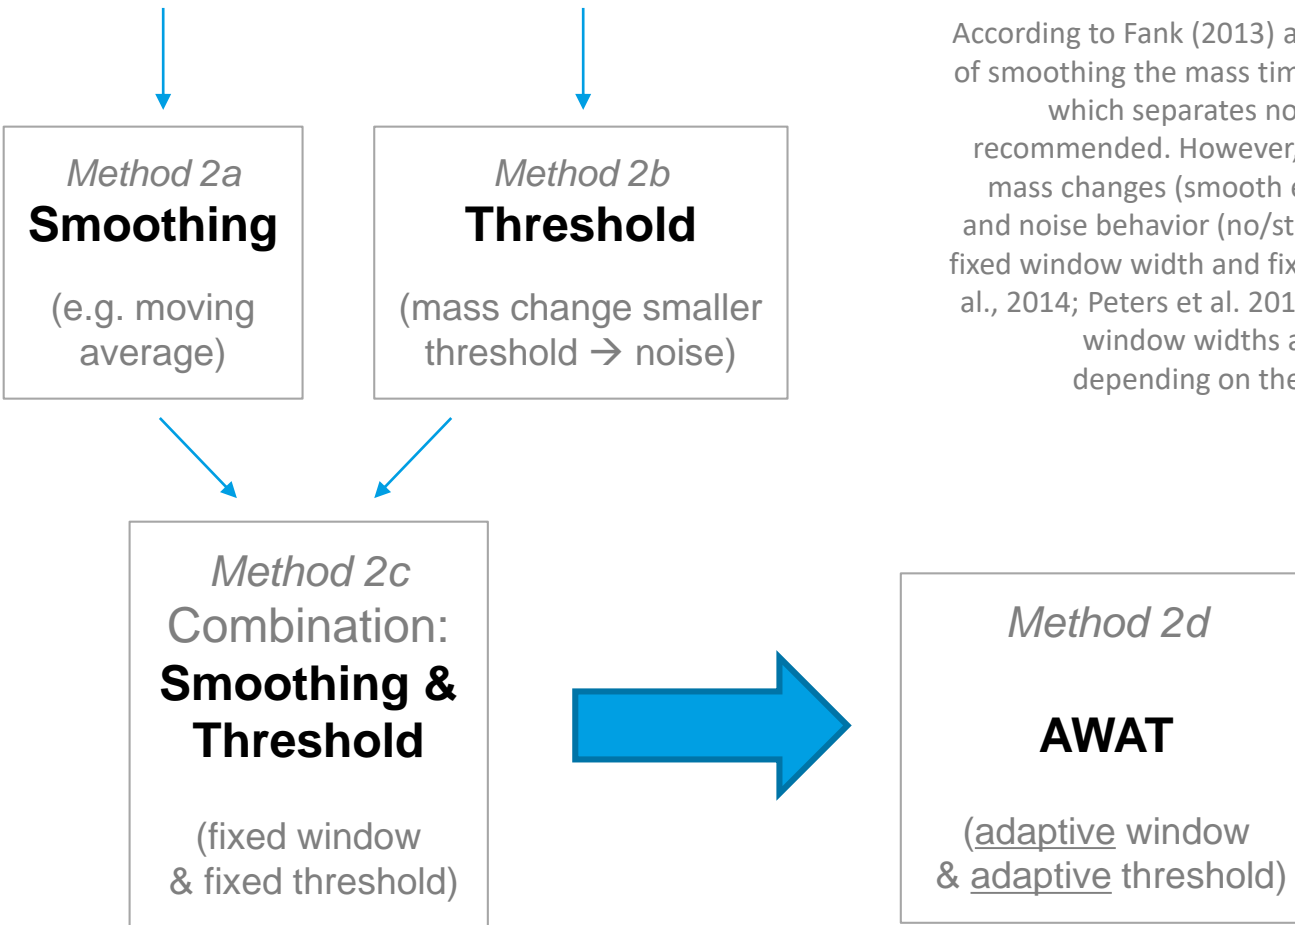 According to Fank (2013) a
of smoothing the mass tim
which separates no
recommended. However,
mass changes (smooth e
and noise behavior (no/st
fixed window width and fix
al., 2014; Peters et al. 201
window widths a
depending on the
Method 2a
Smoothing
(e.g. moving
average)
Method 2b
Threshold
(mass change smaller
threshold → noise)
Method 2c
Combination:
Smoothing &
Threshold
(fixed window
& fixed threshold)
Method 2d
AWAT
(adaptive window
& adaptive threshold)